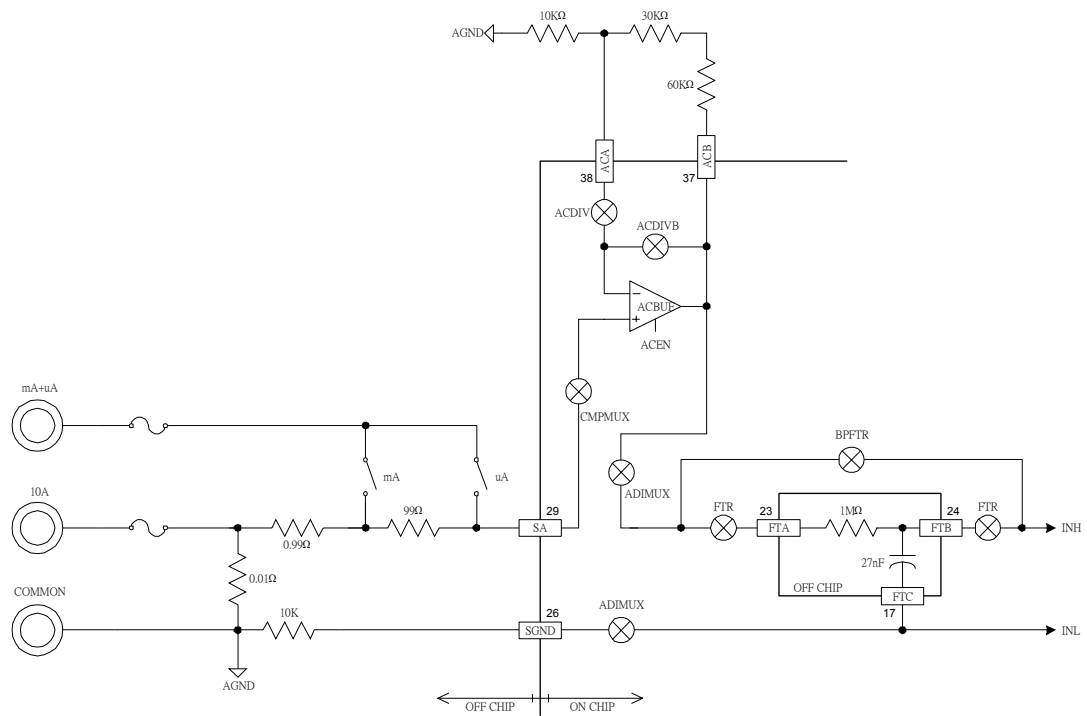 10KΩ
30KΩ
AGND
60KΩ
ACA
ACB
38
37
ACDIV
ACDIVB
ACBUF
ACEN
mA+uA
CMPMUX
BPFTR
mA
uA
ADIMUX
10A
99Ω
29
SA
FTR
23
FTA
1MΩ
24
FTB
FTR
INH
0.99Ω
27nF
0.01Ω
OFF CHIP
FTC
COMMON
10K
26
SGND
ADIMUX
17
INL
AGND
OFF CHIP
ON CHIP